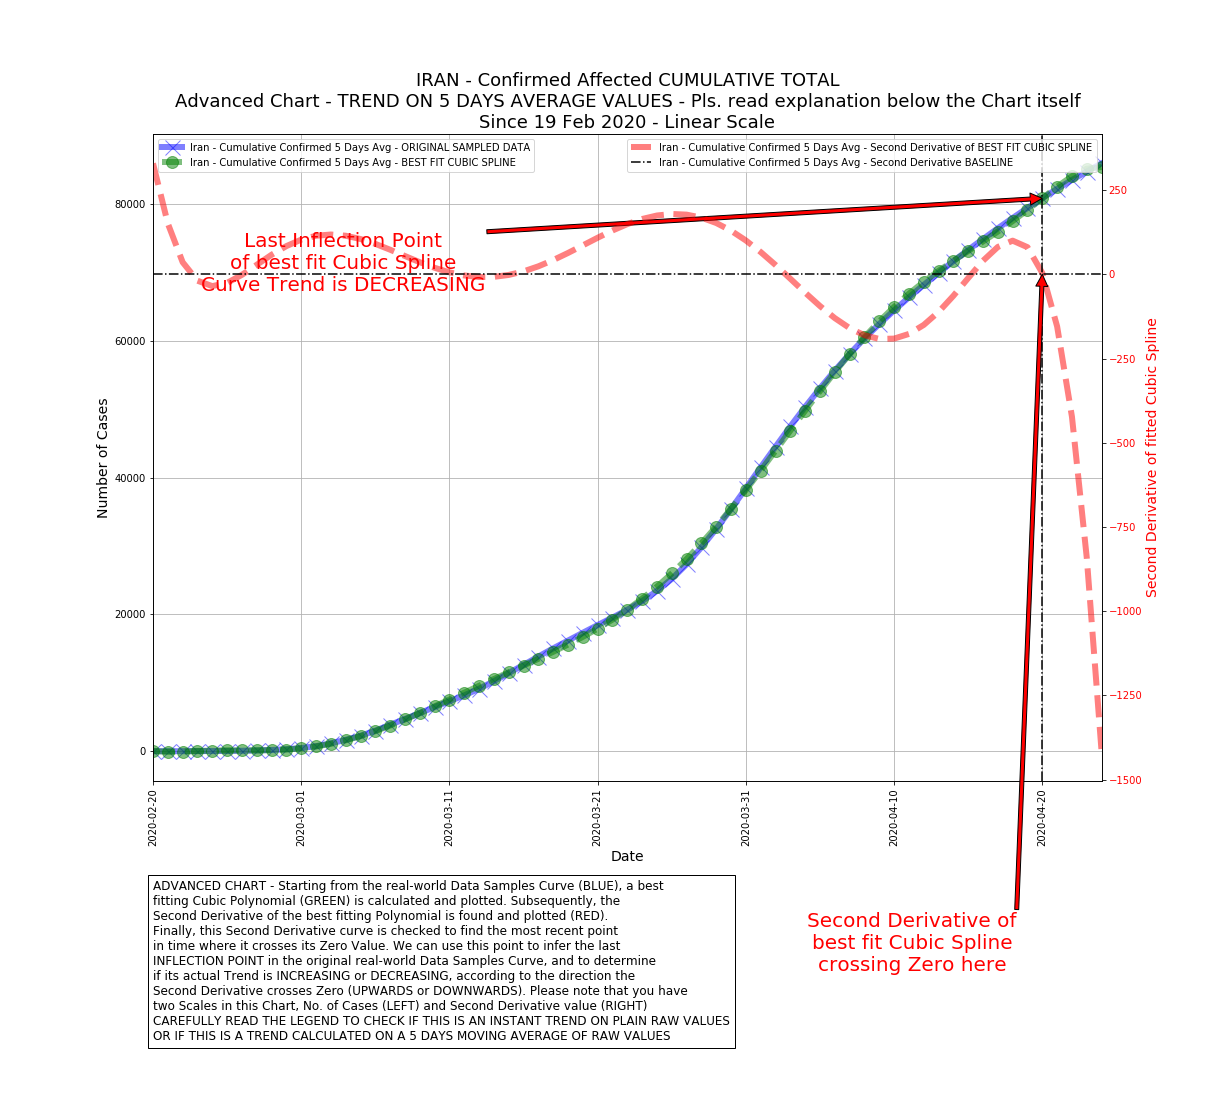 IRAN - Confirmed Affected CUMULATIVE TOTAL
Advanced Chart - TREND ON 5 DAYS AVERAGE VALUES - Pls. read explanation below the Chart itself
Since 19 Feb 2020 - Linear Scale
Iran - Cumulative Confirmed 5 Days Avg - ORIGINAL SAMPLED DATA
Iran - Cumulative Confirmed 5 Days Avg - BEST FIT CUBIC SPLINE
Iran - Cumulative Confirmed 5 Days Avg - Second Derivative of BEST FIT CUBIC SPLINE
Iran - Cumulative Confirmed 5 Days Avg - Second Derivative BASELINE
Last Inflection Point
of best fit Cubic Spline
Curve Trend is DECREASING
Number of Cases
80000
60000
40000
20000
0
250
0
−250
−500
−750
−1000
−1250
−1500
Second Derivative of fitted Cubic Spline
2020-02-20
2020-03-01
2020-03-11
2020-03-21
2020-03-31
2020-04-10
2020-04-20
Date
ADVANCED CHART - Starting from the real-world Data Samples Curve (BLUE), a best
fitting Cubic Polynomial (GREEN) is calculated and plotted. Subsequently, the
Second Derivative of the best fitting Polynomial is found and plotted (RED).
Finally, this Second Derivative curve is checked to find the most recent point
in time where it crosses its Zero Value. We can use this point to infer the last
INFLECTION POINT in the original real-world Data Samples Curve, and to determine
if its actual Trend is INCREASING or DECREASING, according to the direction the
Second Derivative crosses Zero (UPWARDS or DOWNWARDS). Please note that you have
two Scales in this Chart, No. of Cases (LEFT) and Second Derivative value (RIGHT)
CAREFULLY READ THE LEGEND TO CHECK IF THIS IS AN INSTANT TREND ON PLAIN RAW VALUES
OR IF THIS IS A TREND CALCULATED ON A 5 DAYS MOVING AVERAGE OF RAW VALUES
Second Derivative of
best fit Cubic Spline
crossing Zero here